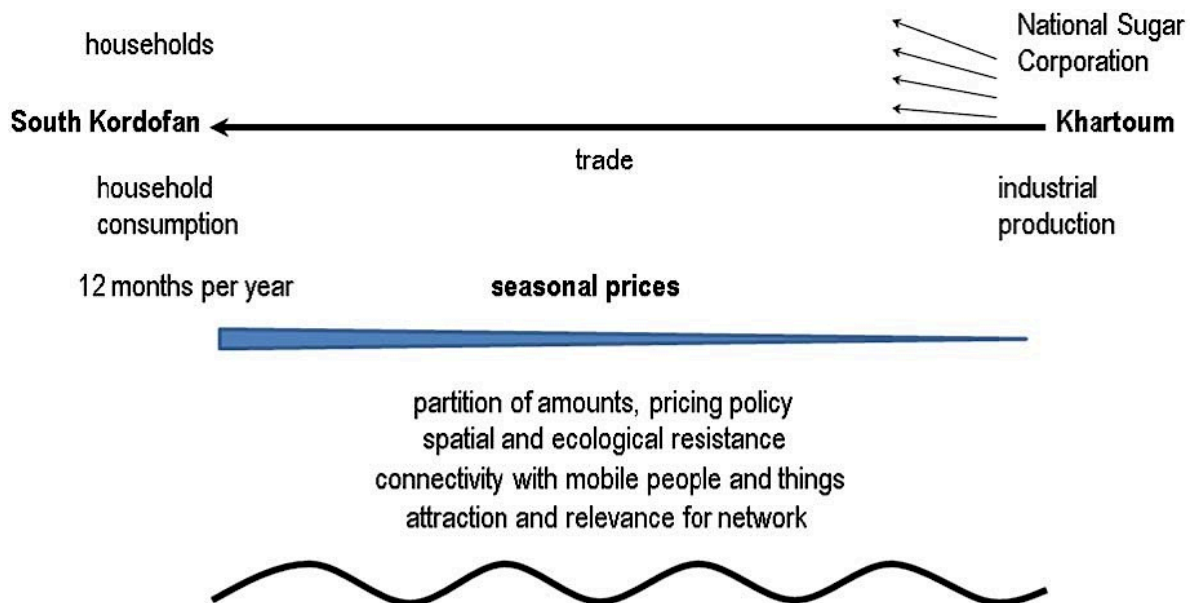 households
National Sugar
Corporation
South Kordofan
Khartoum
trade
household
consumption
industrial
production
12 months per year
seasonal prices
partition of amounts, pricing policy
spatial and ecological resistance
connectivity with mobile people and things
attraction and relevance for network